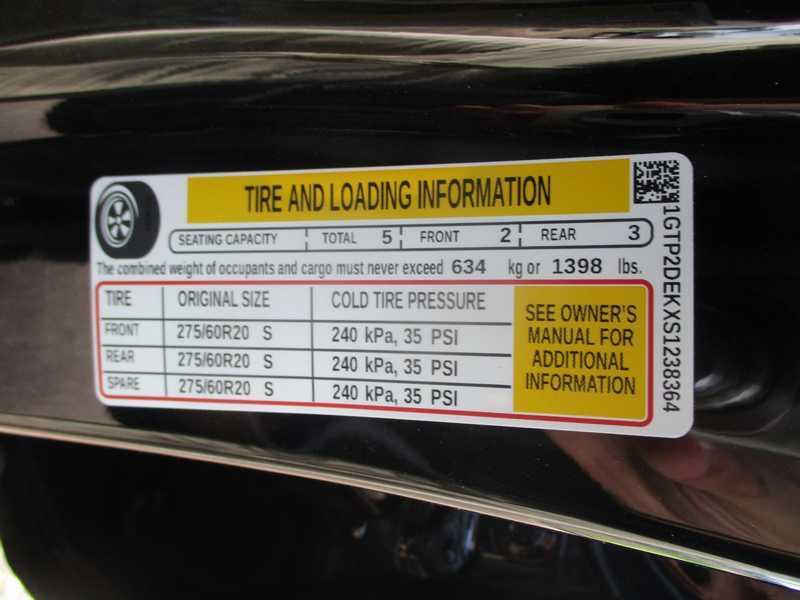 TIRE AND LOADING INFORMATION
SEATING CAPACITY TOTAL 5 FRONT 2 REAR 3
The combined weight of occupants and cargo must never exceed 634 kg or 1398 lbs.
TIRE ORIGINAL SIZE COLD TIRE PRESSURE
FRONT 275/60R20 S 240 kPa, 35 PSI
REAR 275/60R20 S 240 kPa, 35 PSI
SPARE 275/60R20 S 240 kPa, 35 PSI
SEE OWNER'S
MANUAL FOR
ADDITIONAL
INFORMATION
1GTP2DEKXS1238364